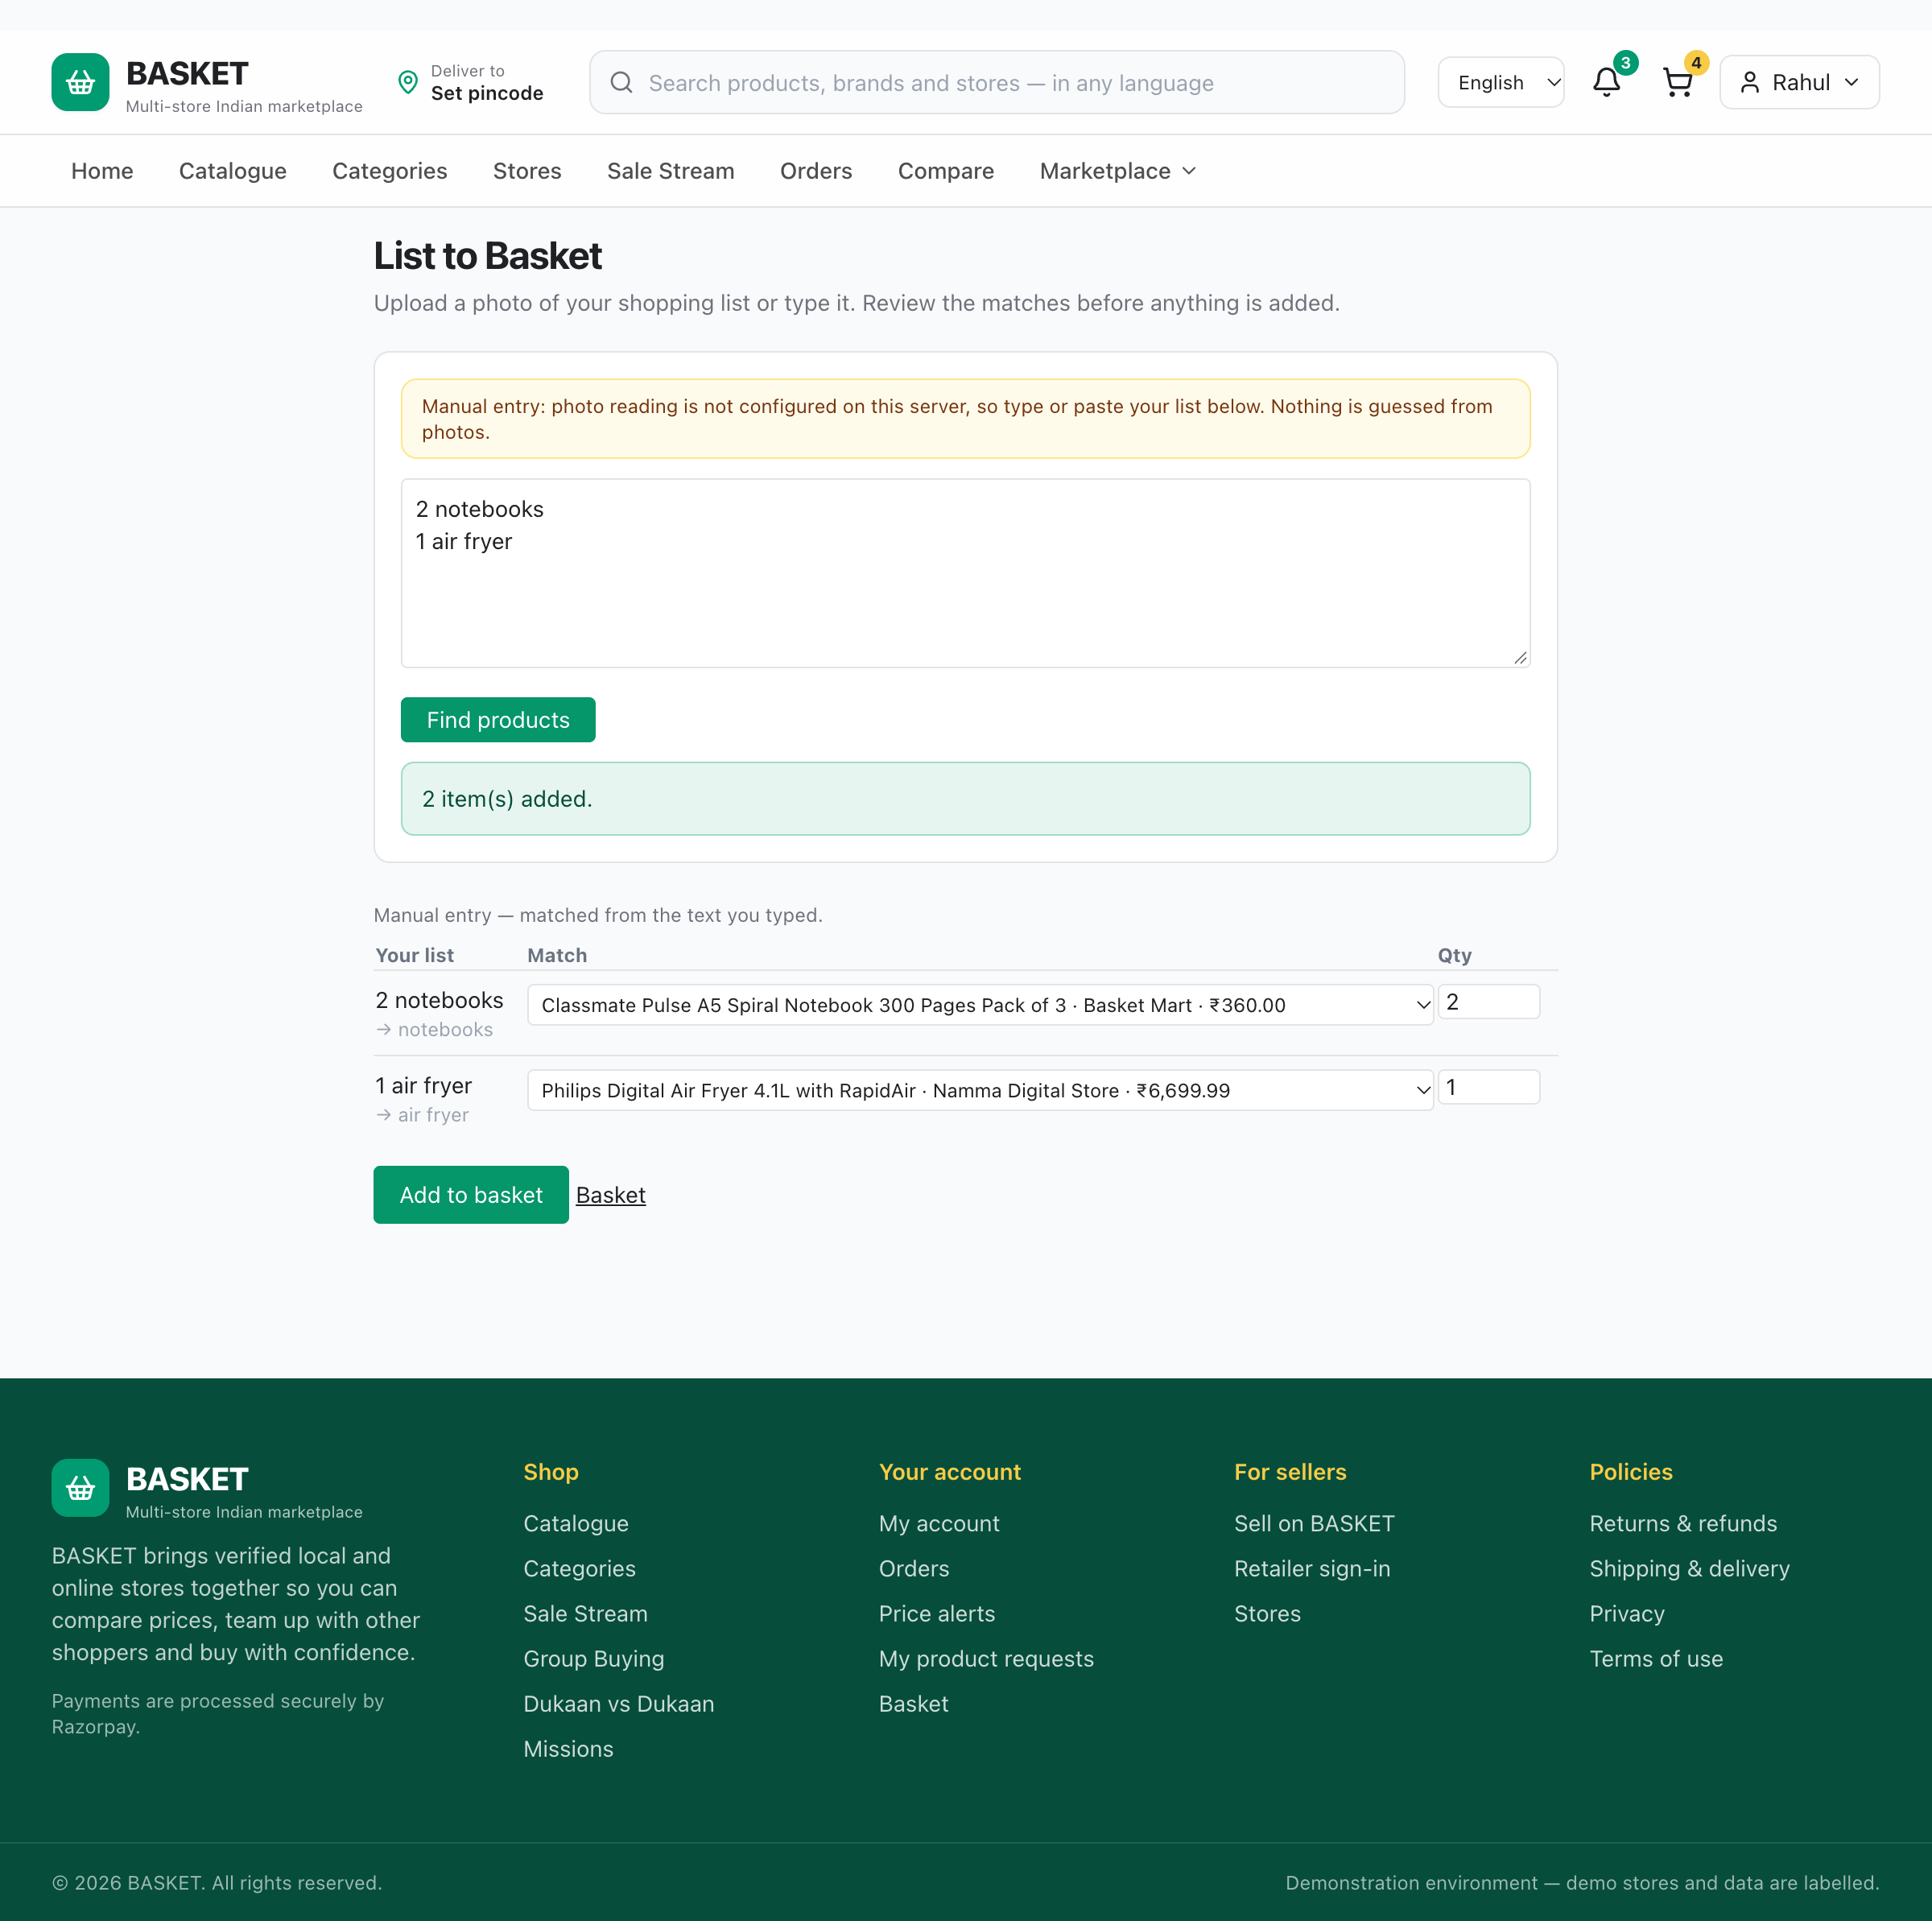 BASKET
Multi-store Indian marketplace
Deliver to
Set pincode
Search products, brands and stores — in any language
English
3
4
Rahul
Home Catalogue Categories Stores Sale Stream Orders Compare Marketplace
List to Basket
Upload a photo of your shopping list or type it. Review the matches before anything is added.
Manual entry: photo reading is not configured on this server, so type or paste your list below. Nothing is guessed from
photos.
2 notebooks
1 air fryer
Find products
2 item(s) added.
Manual entry — matched from the text you typed.
Your list Match Qty
2 notebooks
→ notebooks
Classmate Pulse A5 Spiral Notebook 300 Pages Pack of 3 · Basket Mart · ₹360.00
2
1 air fryer
→ air fryer
Philips Digital Air Fryer 4.1L with RapidAir · Namma Digital Store · ₹6,699.99
1
Add to basket Basket
BASKET
Multi-store Indian marketplace
BASKET brings verified local and
online stores together so you can
compare prices, team up with other
shoppers and buy with confidence.
Payments are processed securely by
Razorpay.
Shop
Catalogue
Categories
Sale Stream
Group Buying
Dukaan vs Dukaan
Missions
Your account
My account
Orders
Price alerts
My product requests
Basket
For sellers
Sell on BASKET
Retailer sign-in
Stores
Policies
Returns & refunds
Shipping & delivery
Privacy
Terms of use
© 2026 BASKET. All rights reserved.
Demonstration environment — demo stores and data are labelled.